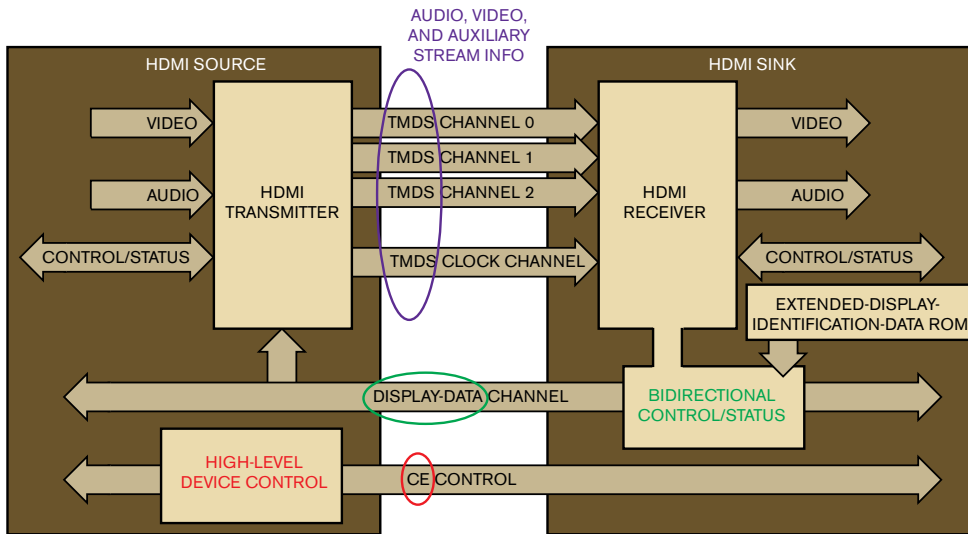 AUDIO, VIDEO,
AND AUXILIARY
STREAM INFO
HDMI SOURCE
HDMI SINK
VIDEO
TMDS CHANNEL 0
VIDEO
TMDS CHANNEL 1
AUDIO
HDMI
TRANSMITTER
TMDS CHANNEL 2
HDMI
RECEIVER
AUDIO
CONTROL/STATUS
TMDS CLOCK CHANNEL
CONTROL/STATUS
EXTENDED-DISPLAY-
IDENTIFICATION-DATA ROM
DISPLAY-DATA CHANNEL
BIDIRECTIONAL
CONTROL/STATUS
HIGH-LEVEL
DEVICE CONTROL
CE CONTROL